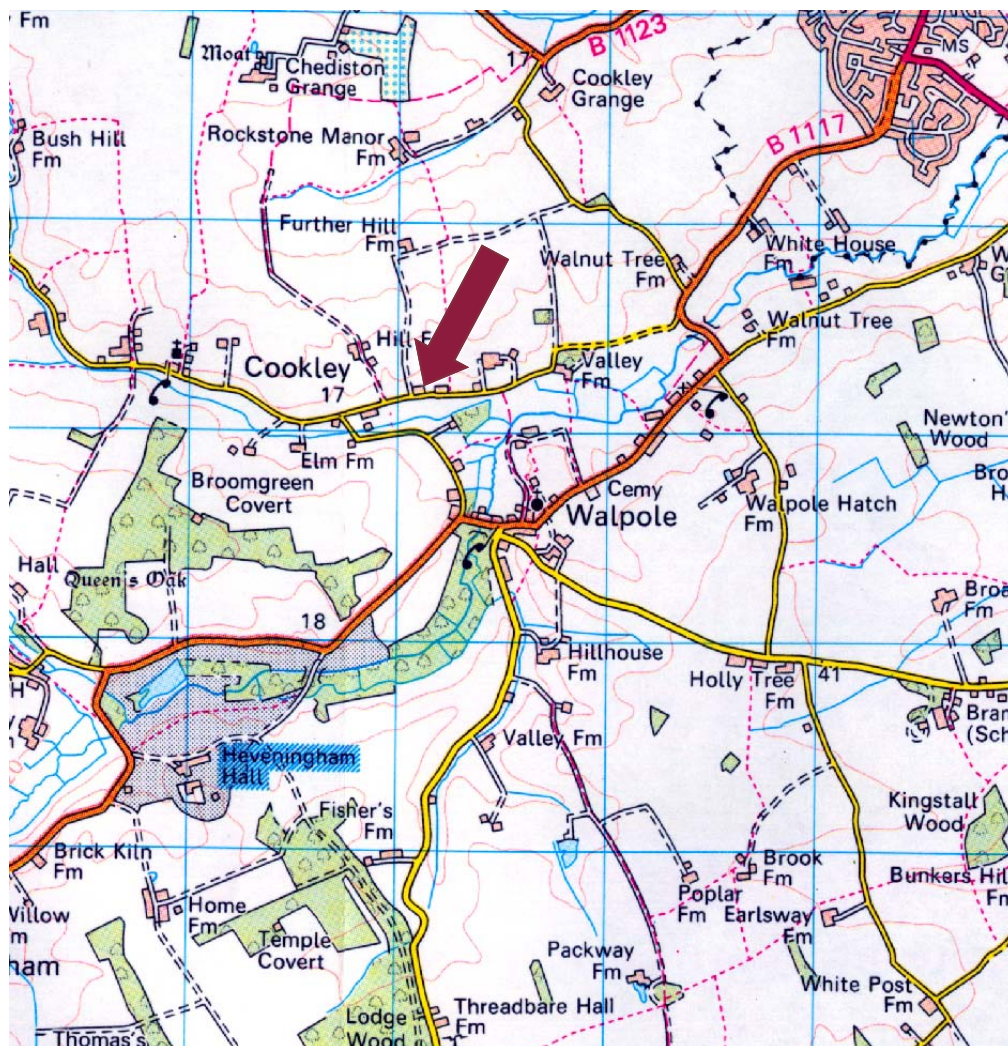 Fm
B 1123
MS
Moat
Chediston
Grange
17
Cookley
Grange
Bush Hill
Fm
Rockstone Manor
Fm
B 1117
Further Hill
Fm
Walnut Tree
Fm
White House
Fm
Walnut Tree
Fm
Cookley
17
Valley
Fm
Elm Fm
Newton
Wood
Broomgreen
Covert
Cemy
Walpole
Walpole Hatch
Fm
Hall
Queen's Oak
Fm
18
Hillhouse
Fm
Holly Tree
Fm
41
Valley Fm
Heveningham
Hall
Fisher's
Fm
Kingstall
Wood
Brick Kiln
Fm
Brook
Fm
Bunkers Hill
Fm
Poplar
Fm
Earlsway
Fm
Home
Fm
Temple
Covert
Packway
Fm
White Post
Fm
Lodge
Wood
Threadbare Hall
Fm
Thomas's